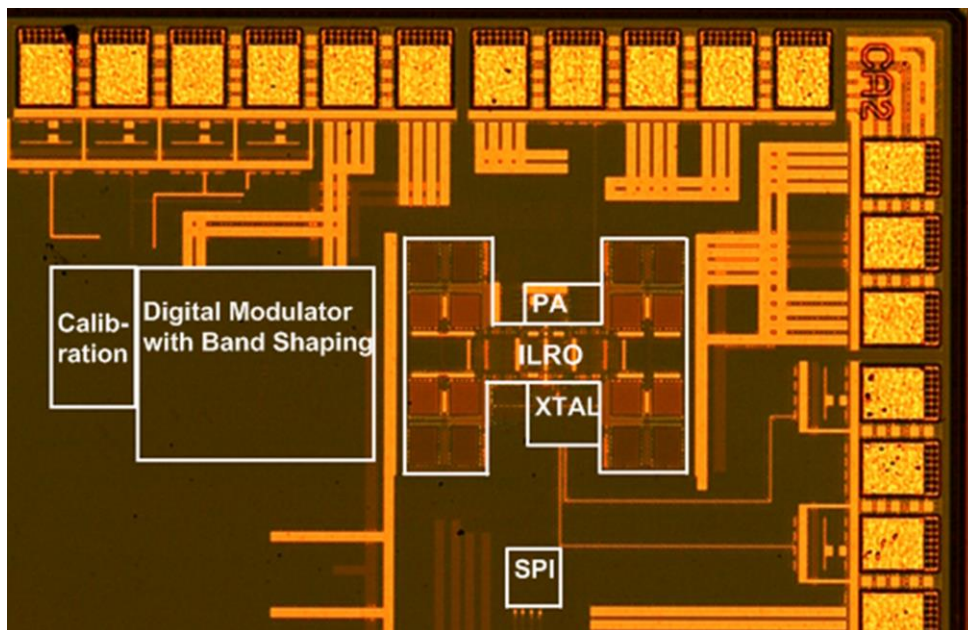 CA2
Calib-
ration
Digital Modulator
with Band Shaping
PA
ILRO
XTAL
SPI